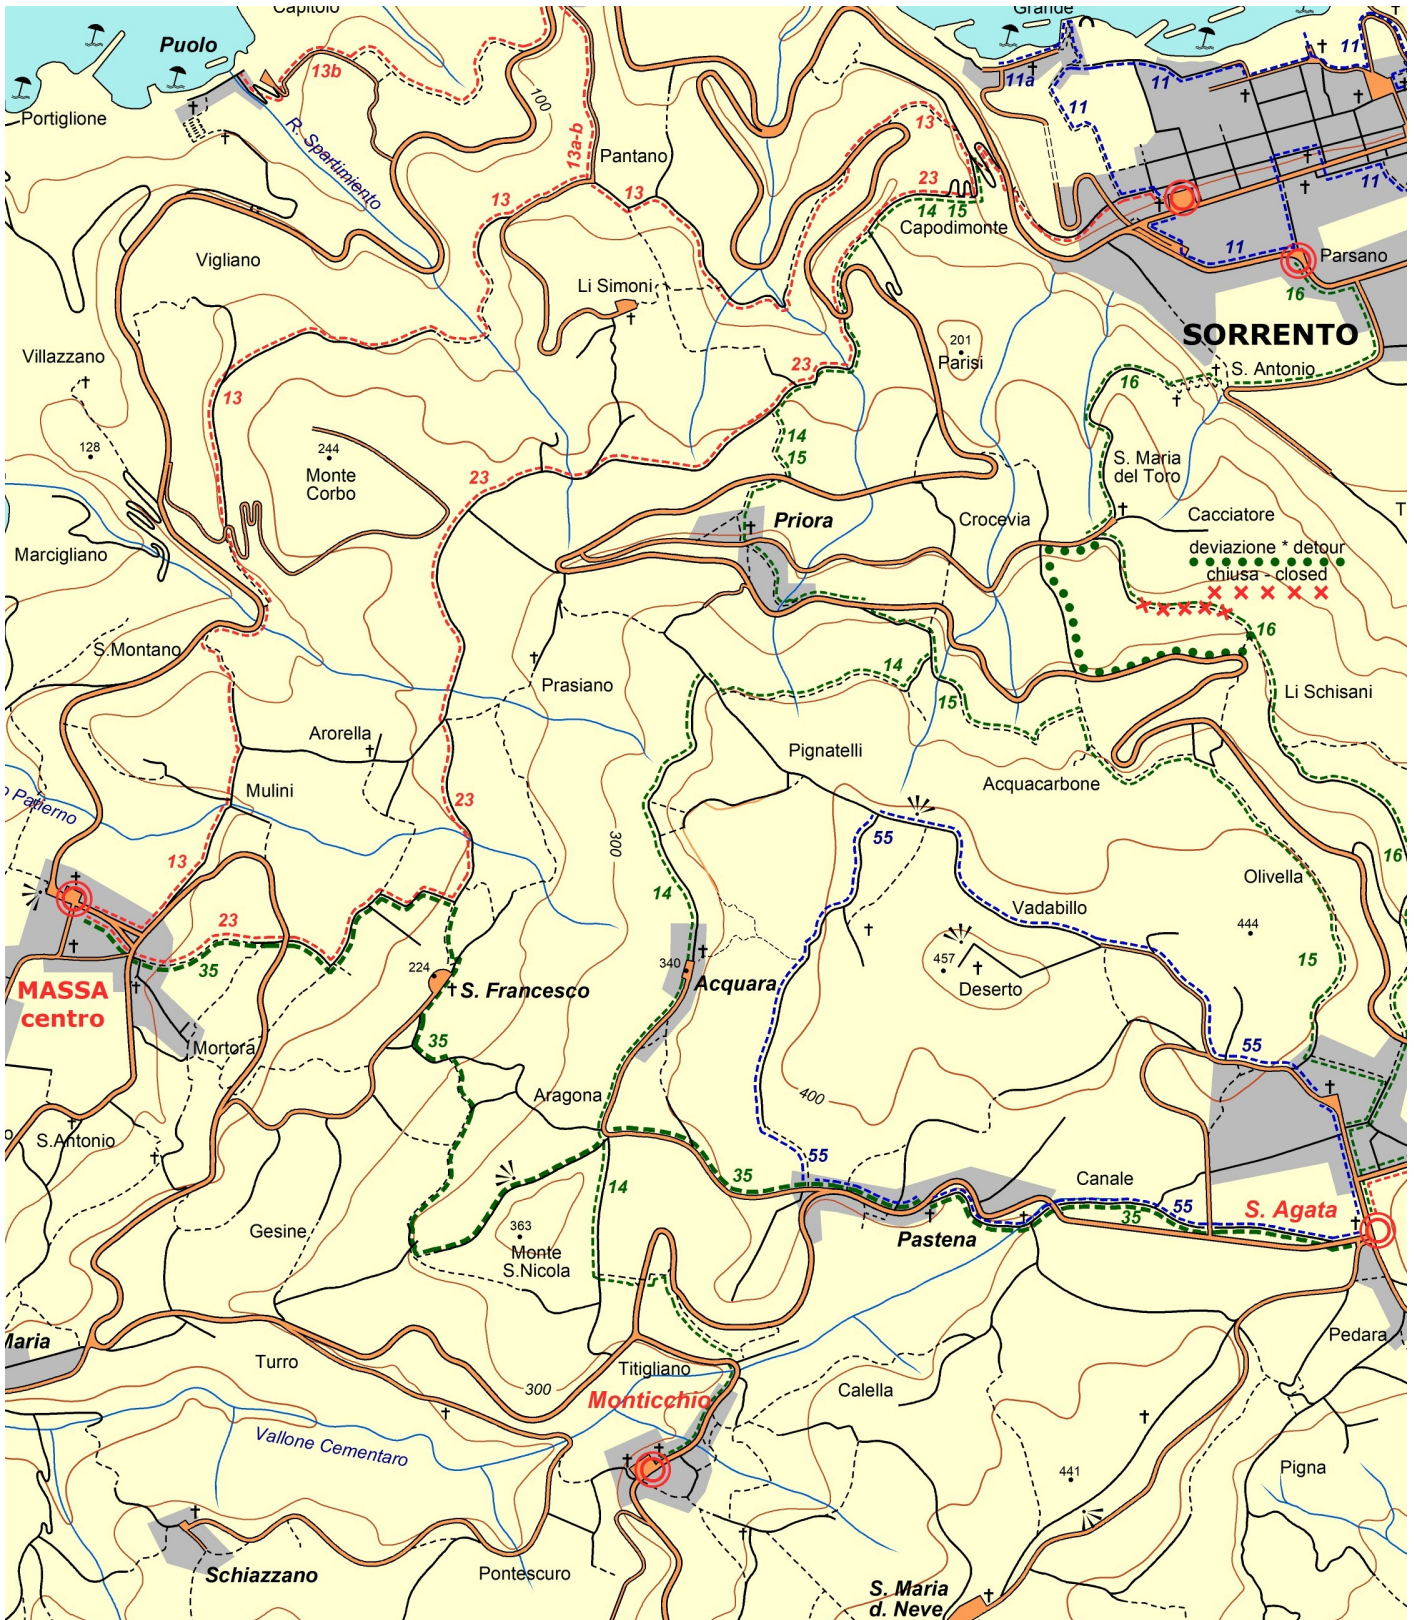 Capitolo
Grande
Puolo
13b
11
11
11a
11
11
Portiglione
R. Spartimiento
100
13a-b
Pantano
13
13
13
23
14 15
Capodimonte
11
11
Parsano
16
Vigliano
Li Simoni
SORRENTO
Villazzano
201
Parisi
S. Antonio
16
23
13
128
244
Monte
Corbo
23
14
15
S. Maria
del Toro
Priora
Crocevia
Cacciatore
T
Marcigliano
deviazione * detour
chiusa - closed
16
S.Montano
Prasiano
14
15
Li Schisani
Arorella
14
Pignatelli
Acquacarbone
Mulini
o Patierno
23
300
55
16
13
14
Olivella
Vadabillo
444
23
35
224
S. Francesco
340
Acquara
457
Deserto
15
MASSA
centro
Mortora
35
55
Aragona
400
S.Antonio
55
35
14
Canale
55
35
S. Agata
Gesine
363
Monte
S.Nicola
Pastena
Maria
Turro
300
Titigliano
Monticchio
Calella
Pedara
Vallone Cementaro
441
Pigna
Schiazzano
Pontescuro
S. Maria
d. Neve